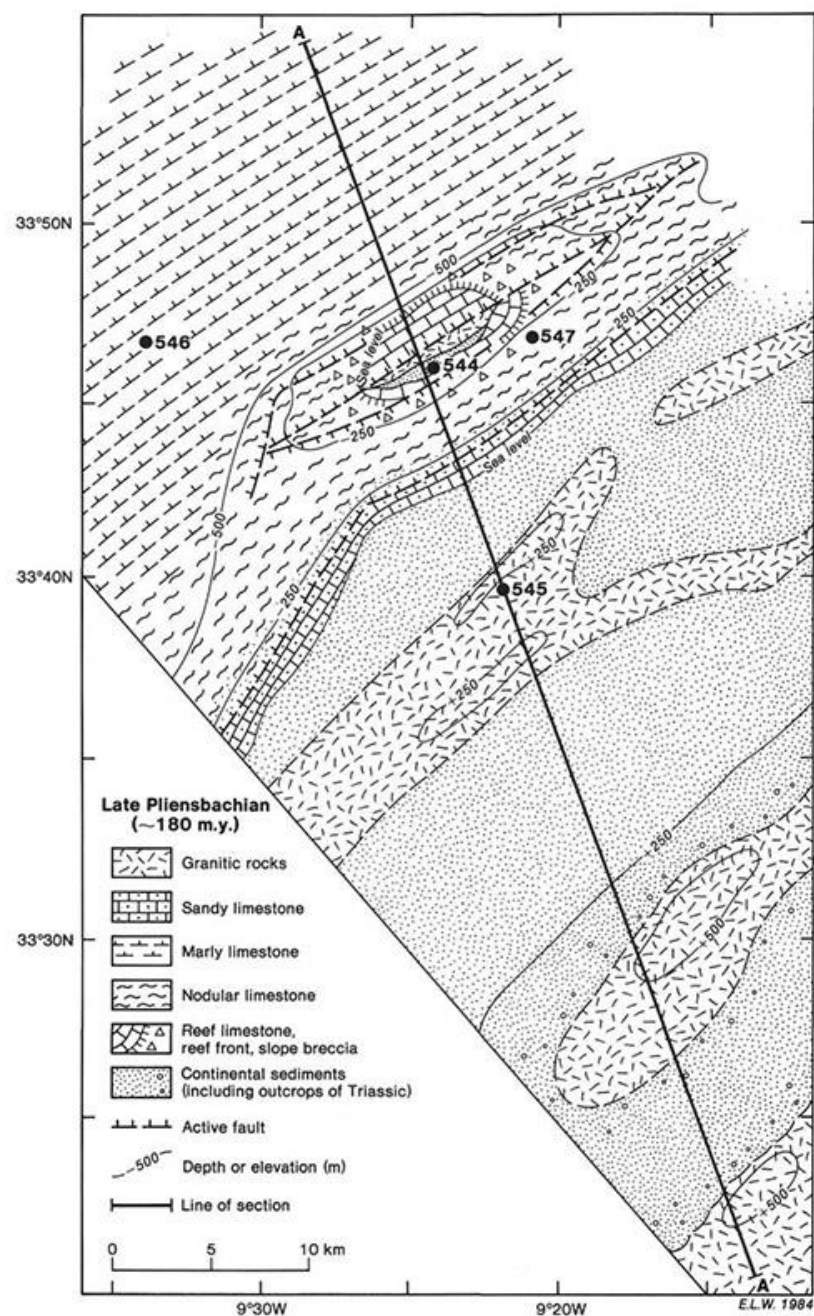 A
33°50N
500
250
Sea level
546
547
544
250
250
Sea level
500
33°40N
250
+250
545
+250
+250
Late Pliensbachian
(~180 m.y.)
Granitic rocks
Sandy limestone
+500
33°30N
Marly limestone
Nodular limestone
Reef limestone,
reef front, slope breccia
Continental sediments
(including outcrops of Triassic)
Active fault
-500
Depth or elevation (m)
+500
Line of section
0 5 10 km
A
9°30W
9°20W
E.L.W. 1984